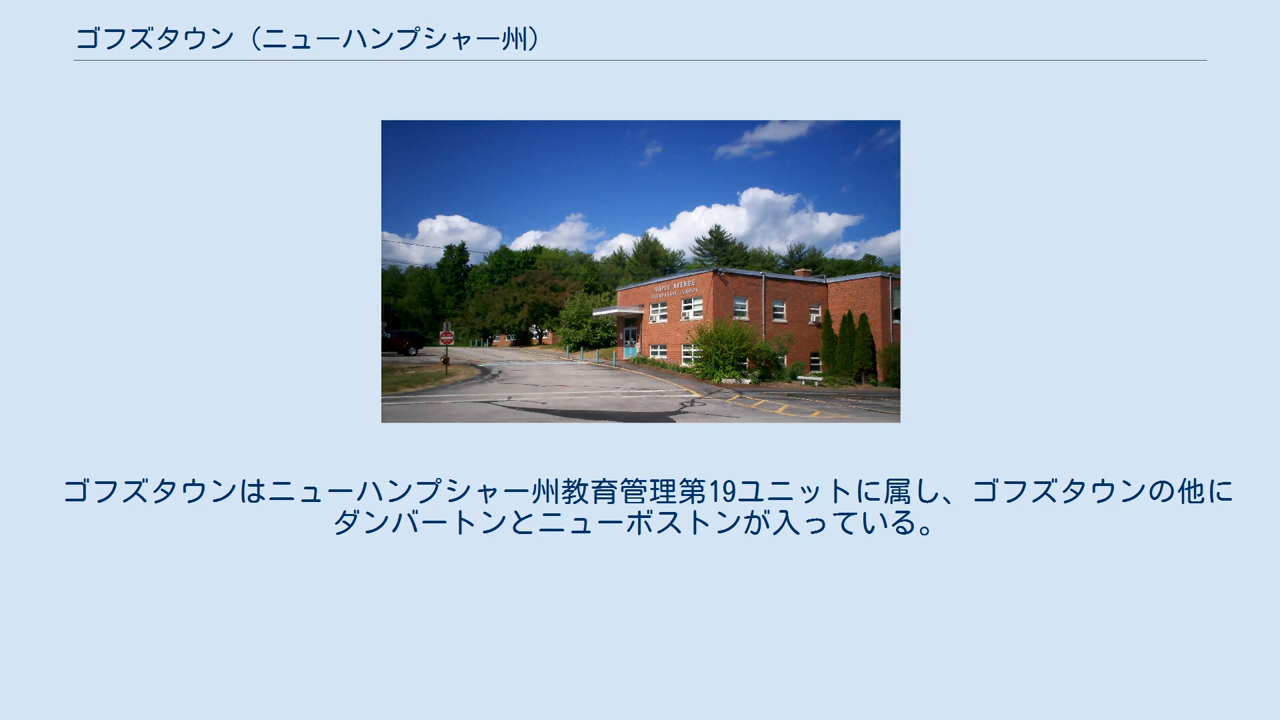 ゴフズタウン（ニューハンプシャー州）
MAPLE AVENUE
ELEMENTARY SCHOOL
ゴフズタウンはニューハンプシャー州教育管理第19ユニットに属し、ゴフズタウンの他に
ダンバートンとニューボストンが入っている。